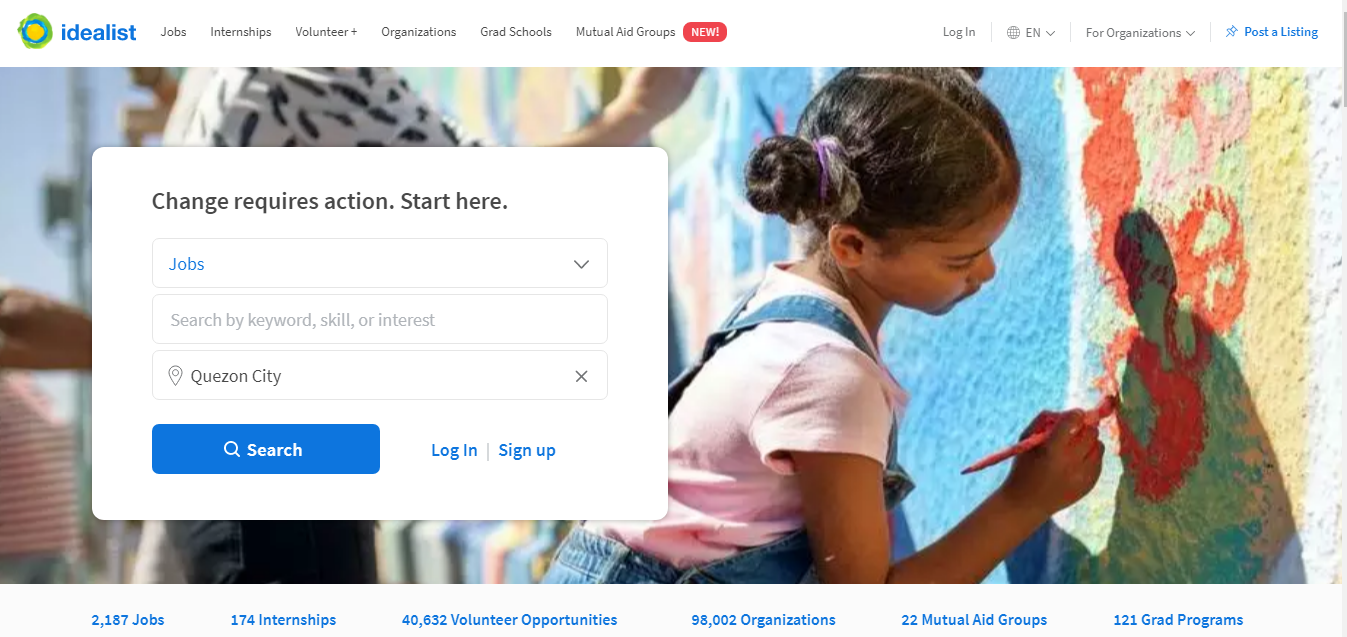 idealist Jobs Internships Volunteer + Organizations Grad Schools Mutual Aid Groups NEW! Log In EN For Organizations Post a Listing
Change requires action. Start here.
Jobs
Search by keyword, skill, or interest
Quezon City
Search Log In | Sign up
2,187 Jobs 174 Internships 40,632 Volunteer Opportunities 98,002 Organizations 22 Mutual Aid Groups 121 Grad Programs